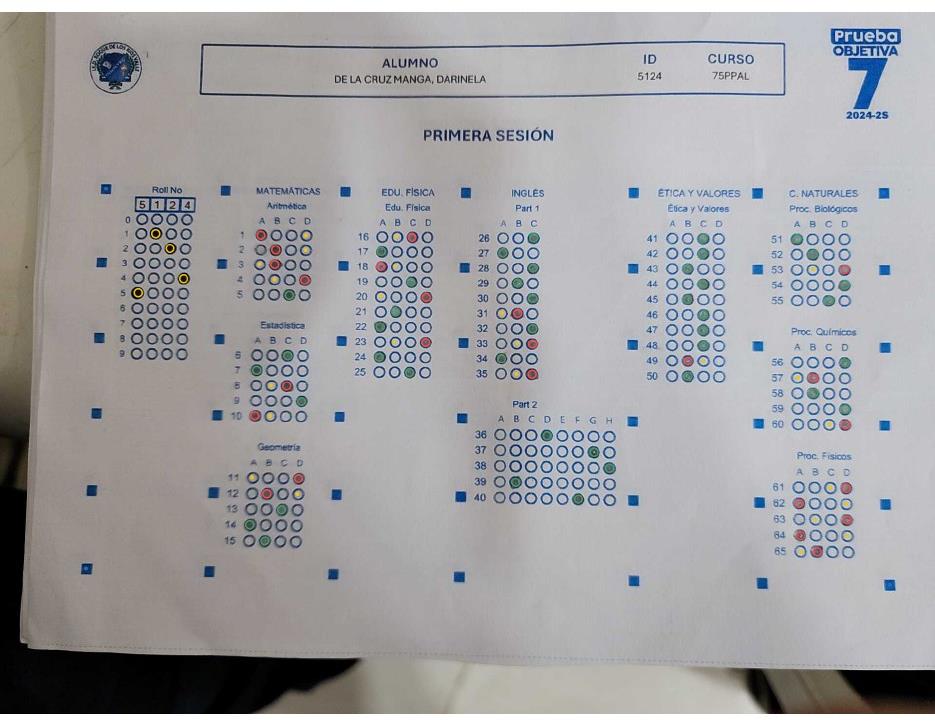 Prueba
OBJETIVA
7
2024-2S
ALUMNO
ID
CURSO
DE LA CRUZ MANGA, DARINELA
5124
75PPAL
PRIMERA SESIÓN
Roll No
5 1 2 4
0
1
2
3
4
5
6
7
8
9
MATEMÁTICAS
Aritmética
A B C D
1
2
3
4
5
Estadística
A B C D
6
7
8
9
10
Geometría
A B C D
11
12
13
14
15
EDU. FÍSICA
Edu. Física
A B C D
16
17
18
19
20
21
22
23
24
25
INGLÉS
Part 1
A B C
26
27
28
29
30
31
32
33
34
35
Part 2
A B C D E F G H
36
37
38
39
40
ÉTICA Y VALORES
Ética y Valores
A B C D
41
42
43
44
45
46
47
48
49
50
C. NATURALES
Proc. Biológicos
A B C D
51
52
53
54
55
Proc. Químicos
A B C D
56
57
58
59
60
Proc. Físicos
A B C D
61
62
63
64
65